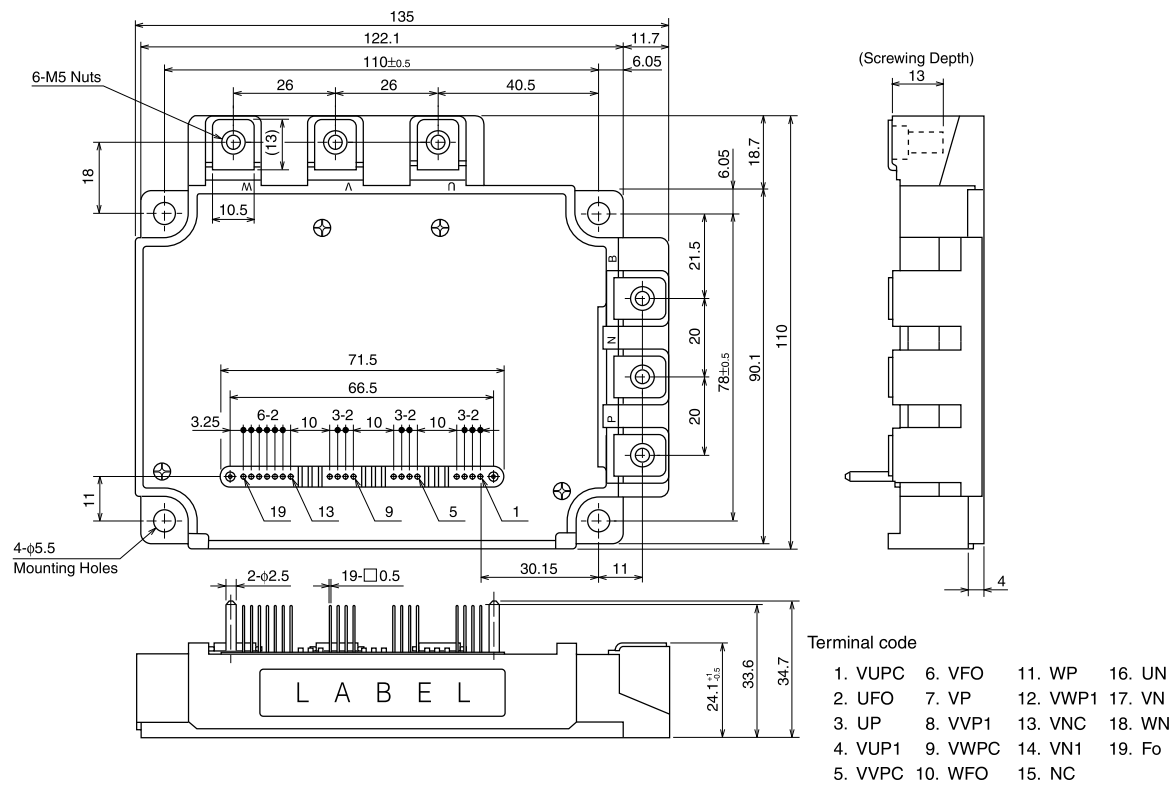 135
122.1
11.7
110±0.5
6.05
6-M5 Nuts
26
26
40.5
(Screwing Depth)
13
(13)
18
10.5
W
V
U
6.05
18.7
B
21.5
N
20
78±0.5
90.1
110
P
20
71.5
66.5
3.25
6-2
10
3-2
10
3-2
10
3-2
11
19
13
9
5
1
4-ϕ5.5
Mounting Holes
30.15
11
4
2-ϕ2.5
19-□0.5
LABEL
24.1 +1 -0.5
33.6
34.7
Terminal code
1. VUPC 6. VFO 11. WP 16. UN
2. UFO 7. VP 12. VWP1 17. VN
3. UP 8. VVP1 13. VNC 18. WN
4. VUP1 9. VWPC 14. VN1 19. Fo
5. VVPC 10. WFO 15. NC